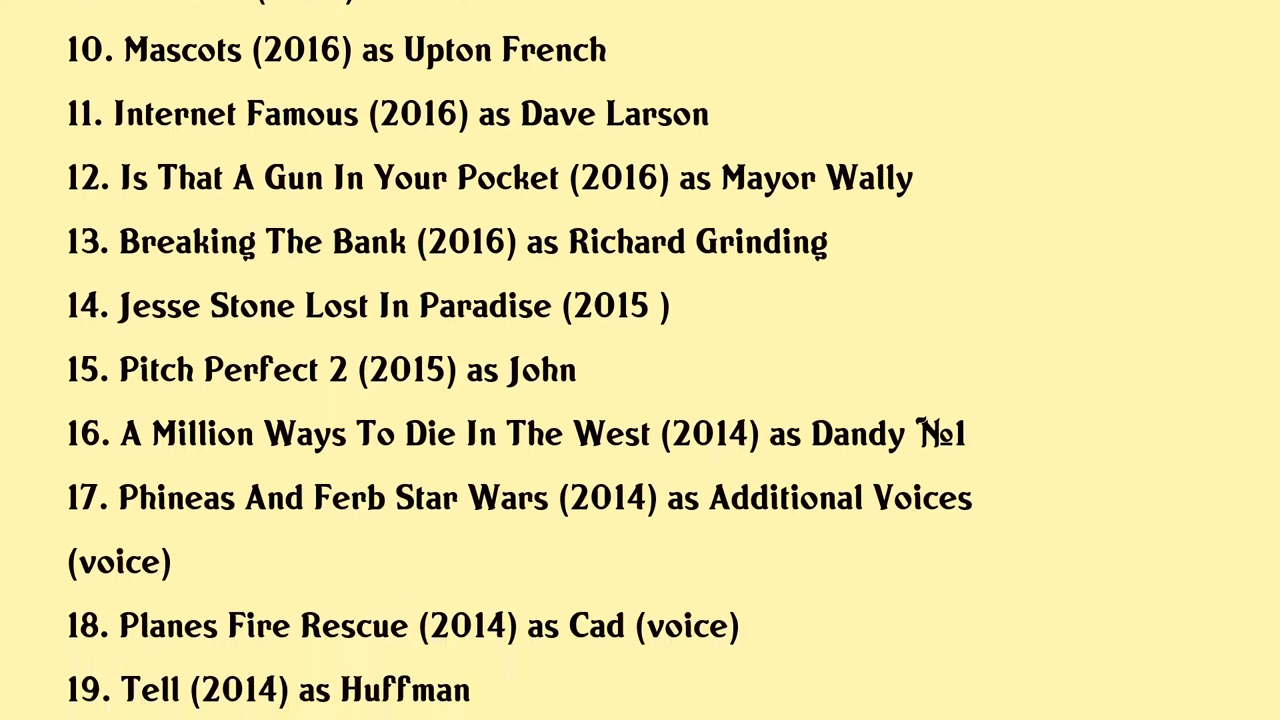 10. Mascots (2016) as Upton French
11. Internet Famous (2016) as Dave Larson
12. Is That A Gun In Your Pocket (2016) as Mayor Wally
13. Breaking The Bank (2016) as Richard Grinding
14. Jesse Stone Lost In Paradise (2015 )
15. Pitch Perfect 2 (2015) as John
16. A Million Ways To Die In The West (2014) as Dandy №1
17. Phineas And Ferb Star Wars (2014) as Additional Voices
(voice)
18. Planes Fire Rescue (2014) as Cad (voice)
19. Tell (2014) as Huffman